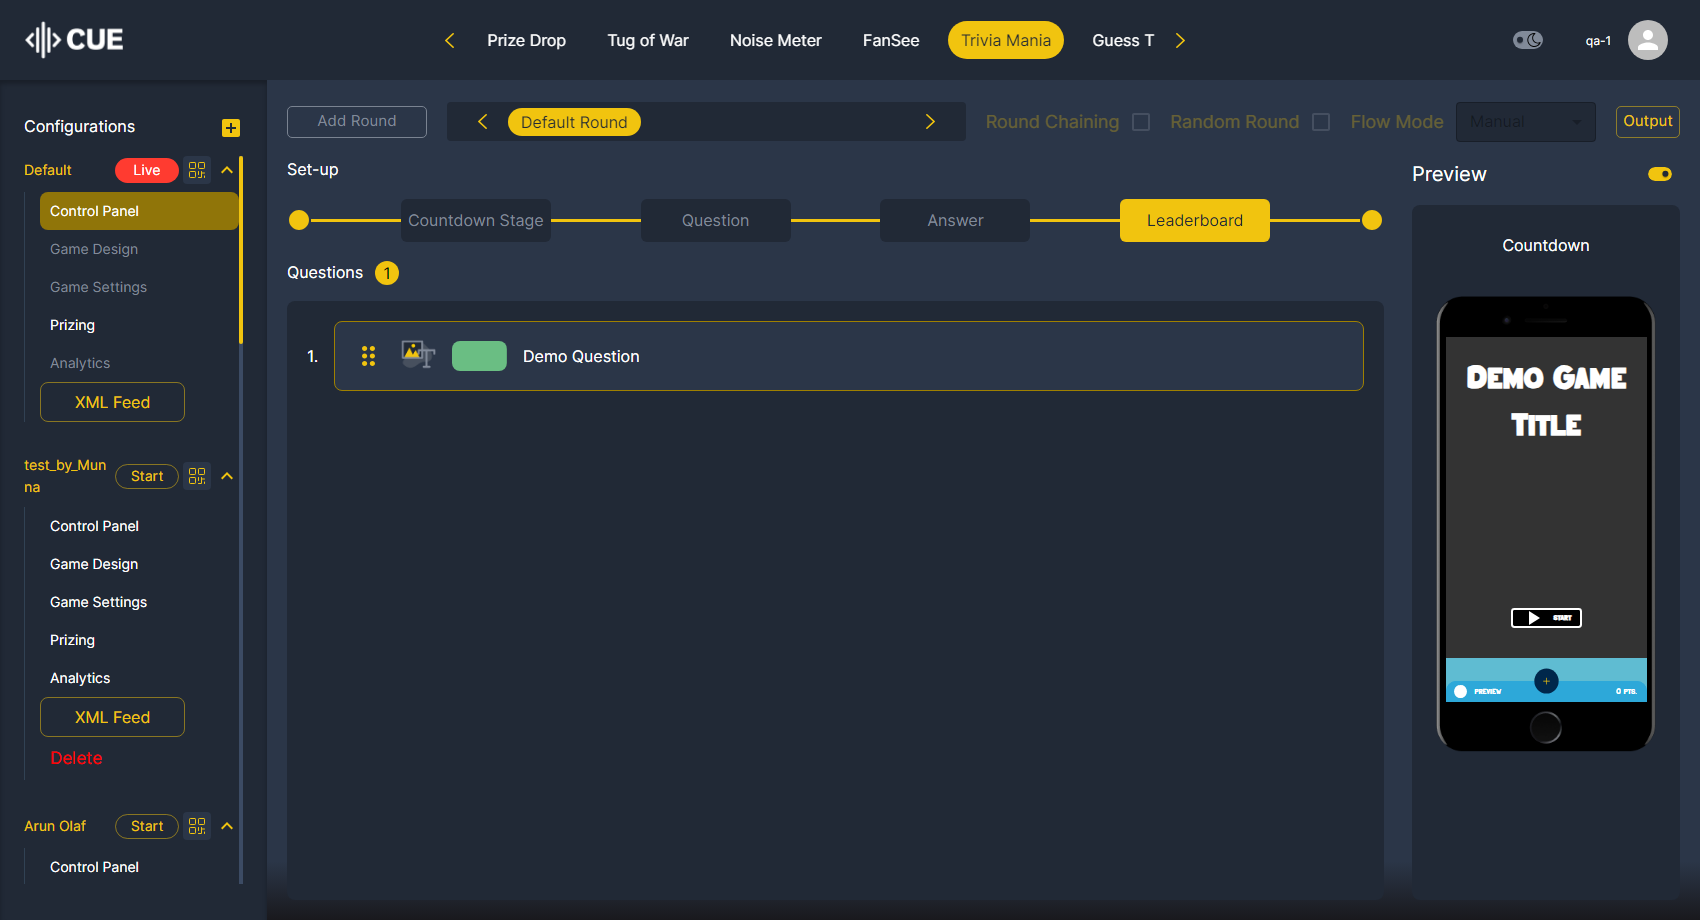 CUE
Prize Drop
Tug of War
Noise Meter
FanSee
Trivia Mania
Guess T
qa-1
Configurations
Default
Live
Control Panel
Game Design
Game Settings
Prizing
Analytics
XML Feed
test_by_Mun
na
Start
Control Panel
Game Design
Game Settings
Prizing
Analytics
XML Feed
Delete
Arun Olaf
Start
Control Panel
Add Round
Default Round
Round Chaining
Random Round
Flow Mode
Manual
Output
Set-up
Countdown Stage
Question
Answer
Leaderboard
Questions 1
1.
Demo Question
Preview
Countdown
Demo Game
Title
START
PREVIEW
0 PTS.